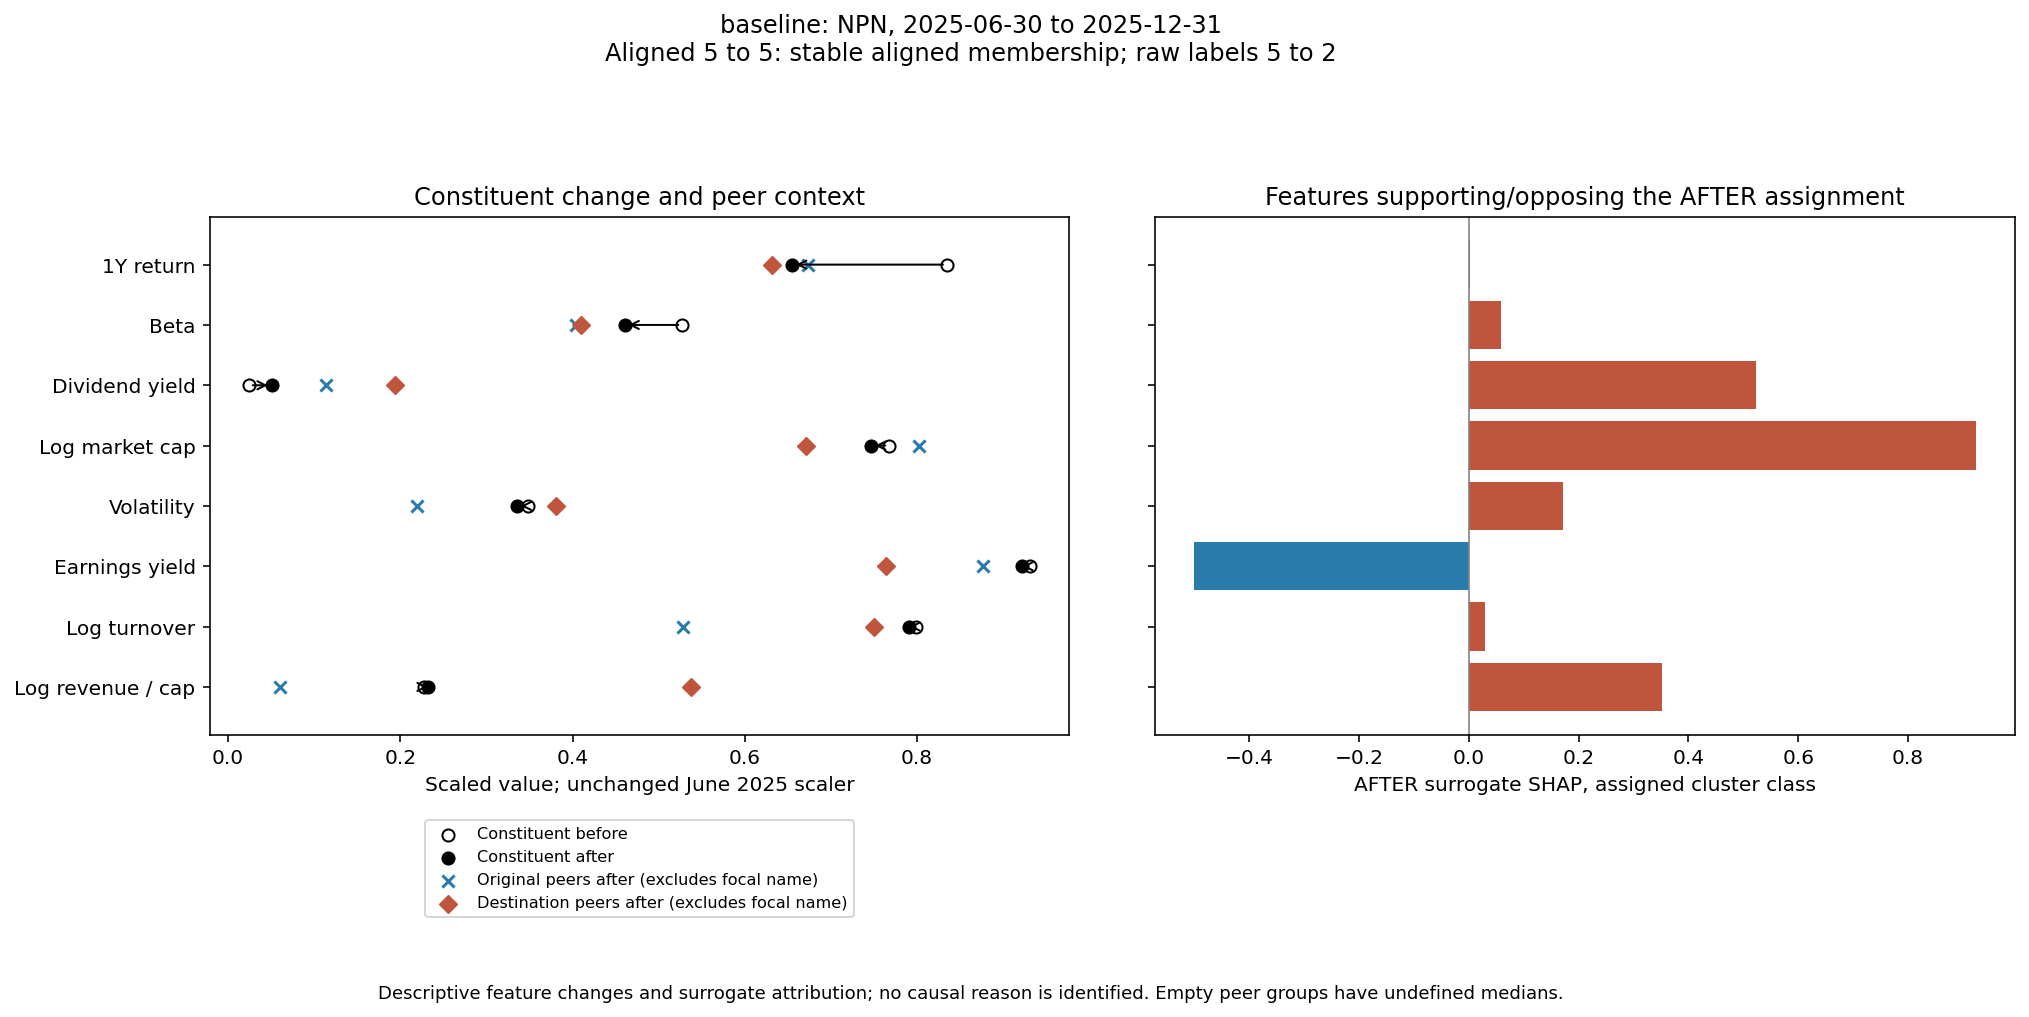 baseline: NPN, 2025-06-30 to 2025-12-31
Aligned 5 to 5: stable aligned membership; raw labels 5 to 2
Constituent change and peer context
1Y return
Beta
Dividend yield
Log market cap
Volatility
Earnings yield
Log turnover
Log revenue / cap
0.0 0.2 0.4 0.6 0.8
Scaled value; unchanged June 2025 scaler
Constituent before
Constituent after
Original peers after (excludes focal name)
Destination peers after (excludes focal name)
Features supporting/opposing the AFTER assignment
−0.4 −0.2 0.0 0.2 0.4 0.6 0.8
AFTER surrogate SHAP, assigned cluster class
Descriptive feature changes and surrogate attribution; no causal reason is identified. Empty peer groups have undefined medians.